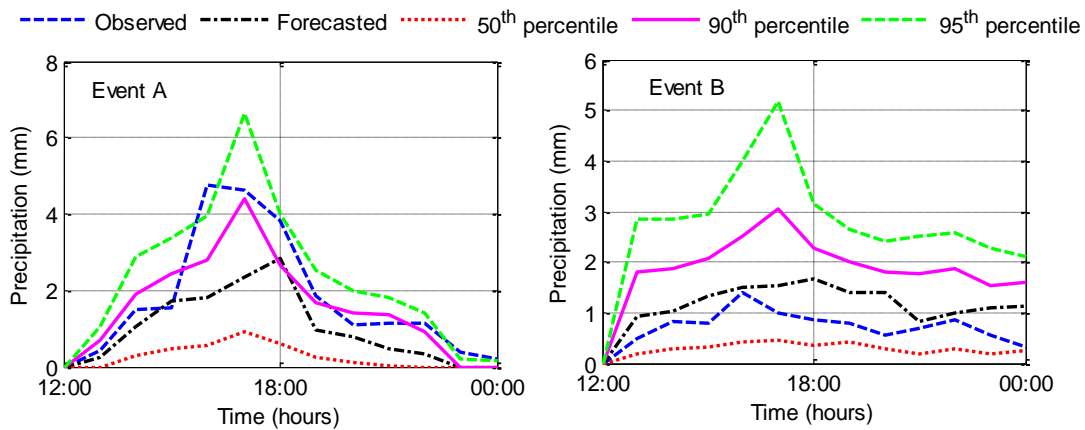 Observed Forecasted 50th percentile 90th percentile 95th percentile
Event A
Precipitation (mm)
8
6
4
2
0
12:00 18:00 00:00
Time (hours)
Event B
Precipitation (mm)
6
5
4
3
2
1
0
12:00 18:00 00:00
Time (hours)